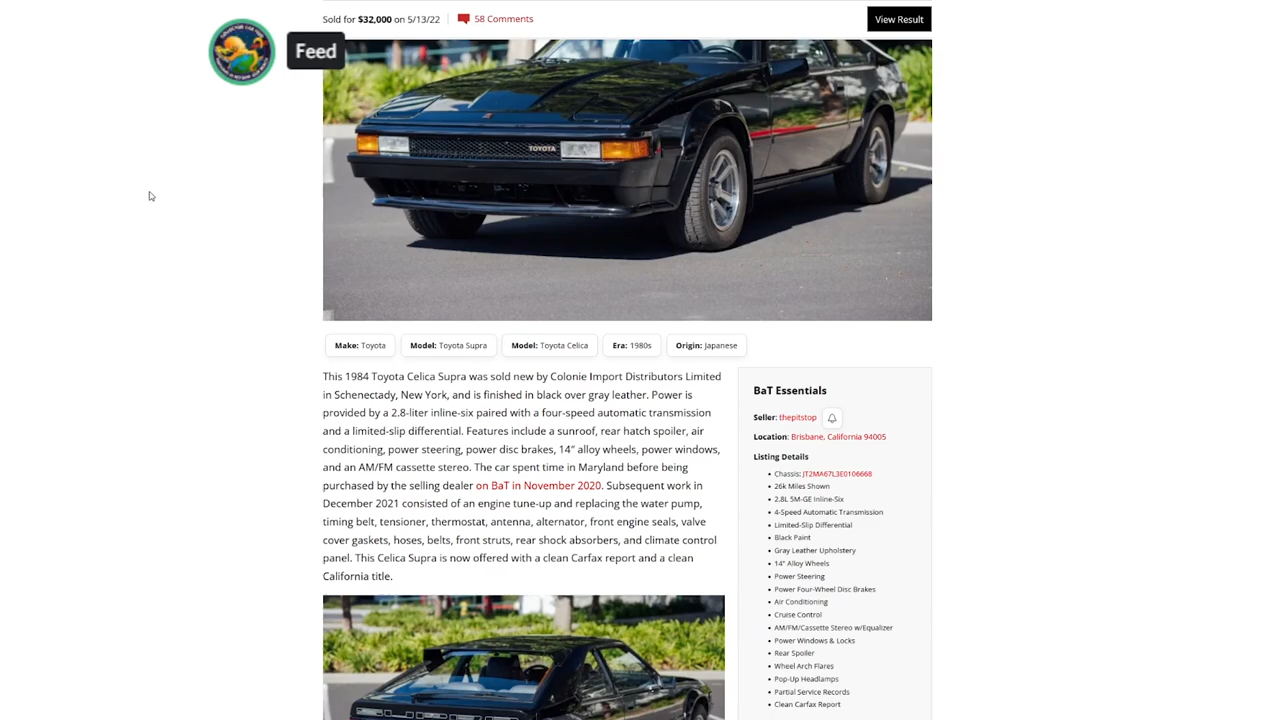 Sold for $32,000 on 5/13/22
58 Comments
View Result
Feed
TOYOTA
Make: Toyota
Model: Toyota Supra
Model: Toyota Celica
Era: 1980s
Origin: Japanese
This 1984 Toyota Celica Supra was sold new by Colonie Import Distributors Limited
in Schenectady, New York, and is finished in black over gray leather. Power is
provided by a 2.8-liter inline-six paired with a four-speed automatic transmission
and a limited-slip differential. Features include a sunroof, rear hatch spoiler, air
conditioning, power steering, power disc brakes, 14″ alloy wheels, power windows,
and an AM/FM cassette stereo. The car spent time in Maryland before being
purchased by the selling dealer on BaT in November 2020. Subsequent work in
December 2021 consisted of an engine tune-up and replacing the water pump,
timing belt, tensioner, thermostat, antenna, alternator, front engine seals, valve
cover gaskets, hoses, belts, front struts, rear shock absorbers, and climate control
panel. This Celica Supra is now offered with a clean Carfax report and a clean
California title.
BaT Essentials
Seller: thepitstop
Location: Brisbane, California 94005
Listing Details
Chassis: JT2MA67L3E0106668
26k Miles Shown
2.8L 5M-GE Inline-Six
4-Speed Automatic Transmission
Limited-Slip Differential
Black Paint
Gray Leather Upholstery
14" Alloy Wheels
Power Steering
Power Four-Wheel Disc Brakes
Air Conditioning
Cruise Control
AM/FM/Cassette Stereo w/Equalizer
Power Windows & Locks
Rear Spoiler
Wheel Arch Flares
Pop-Up Headlamps
Partial Service Records
Clean Carfax Report